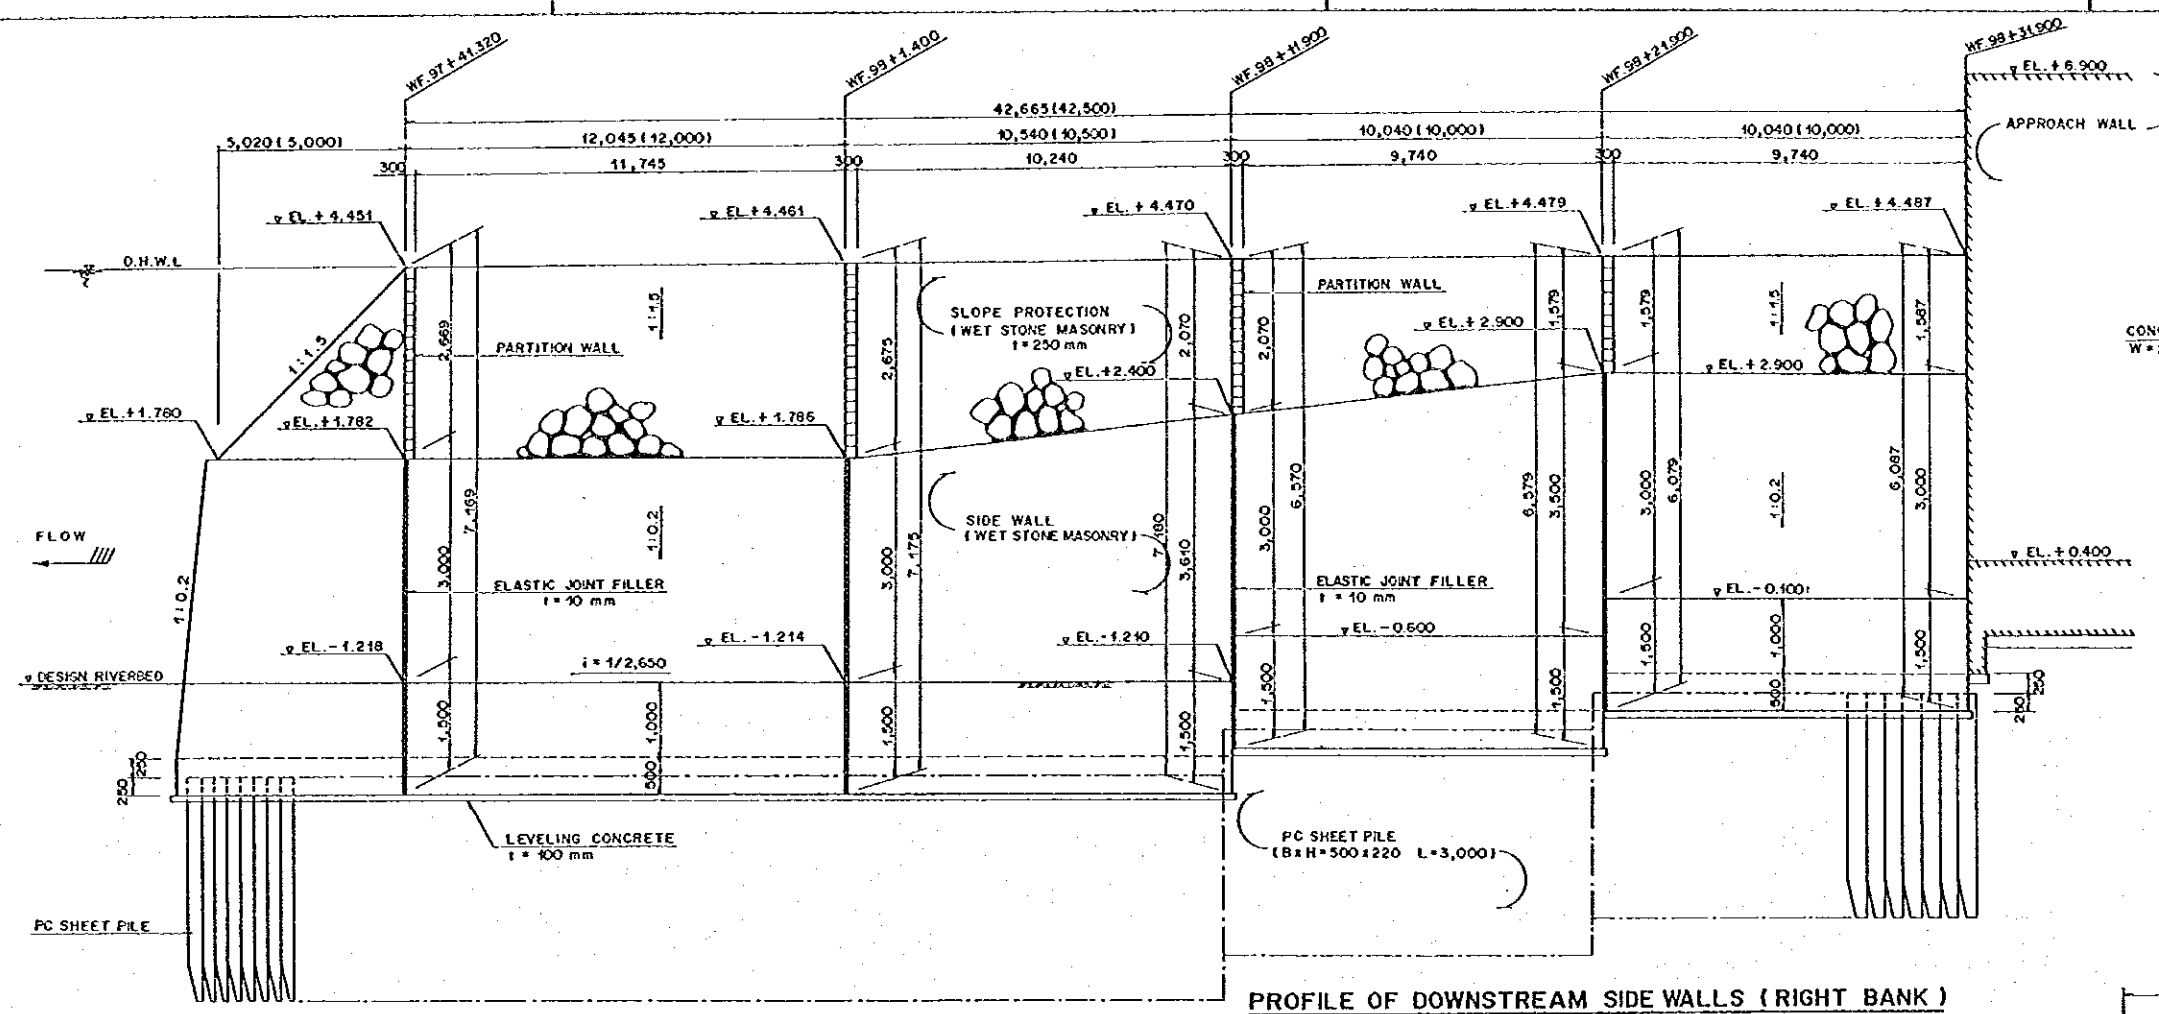 WF.97+41.320
WF.98+1.400
WF.98+11.900
WF.98+21.900
WF.98+31.900
EL.+6.900
42,665(42,500)
5,020(5,000)
12,045(12,000)
10,540(10,500)
10,040(10,000)
10,040(10,000)
APPROACH WALL
300
11,745
300
10,240
300
9,740
300
9,740
EL.+4.451
EL.+4.461
EL.+4.470
EL.+4.479
EL.+4.487
D.H.W.L
1:1.5
PARTITION WALL
2,669
1:1.5
2,675
SLOPE PROTECTION
(WET STONE MASONRY)
t=250 mm
2,070
2,070
PARTITION WALL
EL.+2.900
1,579
1,579
1:1.5
1,587
EL.+1.780
EL.+1.782
EL.+1.786
EL.+2.400
EL.+2.900
FLOW
1:0.2
3,000
7,169
1:0.2
ELASTIC JOINT FILLER
t = 10 mm
3,000
7,175
SIDE WALL
(WET STONE MASONRY)
7,180
3,610
3,000
6,570
ELASTIC JOINT FILLER
t = 10 mm
6,579
3,500
3,000
6,079
1:0.2
6,087
3,000
EL.+0.400
EL.-0.100
EL.-0.600
EL.-1.218
EL.-1.214
EL.-1.210
DESIGN RIVERBED
i = 1/2,650
1,500
1,000
500
1,500
1,500
1,500
1,500
1,500
1,000
500
1,500
250
250
250
250
LEVELING CONCRETE
t = 100 mm
PC SHEET PILE
(B×H=500×220 L=3,000)
PC SHEET PILE
PROFILE OF DOWNSTREAM SIDE WALLS (RIGHT BANK)